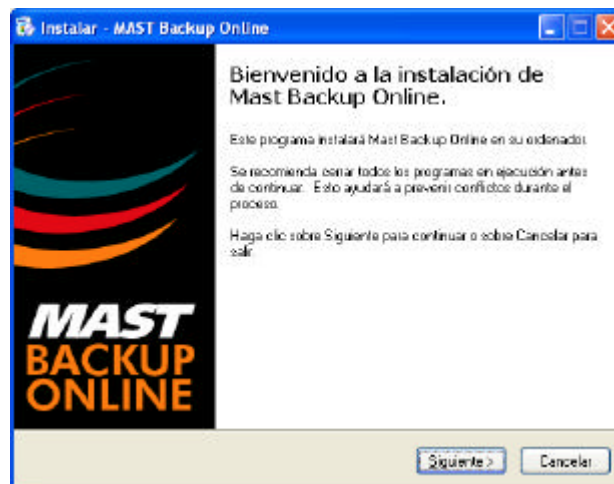 Instalar - MAST Backup Online
Bienvenido a la instalación de
Mast Backup Online.
Este programa instalará Mast Backup Online en su ordenador.
Se recomienda cerrar todos los programas en ejecución antes
de continuar. Esto ayudará a prevenir conflictos durante el
proceso.
Haga clic sobre Siguiente para continuar o sobre Cancelar para
salir.
MAST
BACKUP
ONLINE
Siguiente >
Cancelar